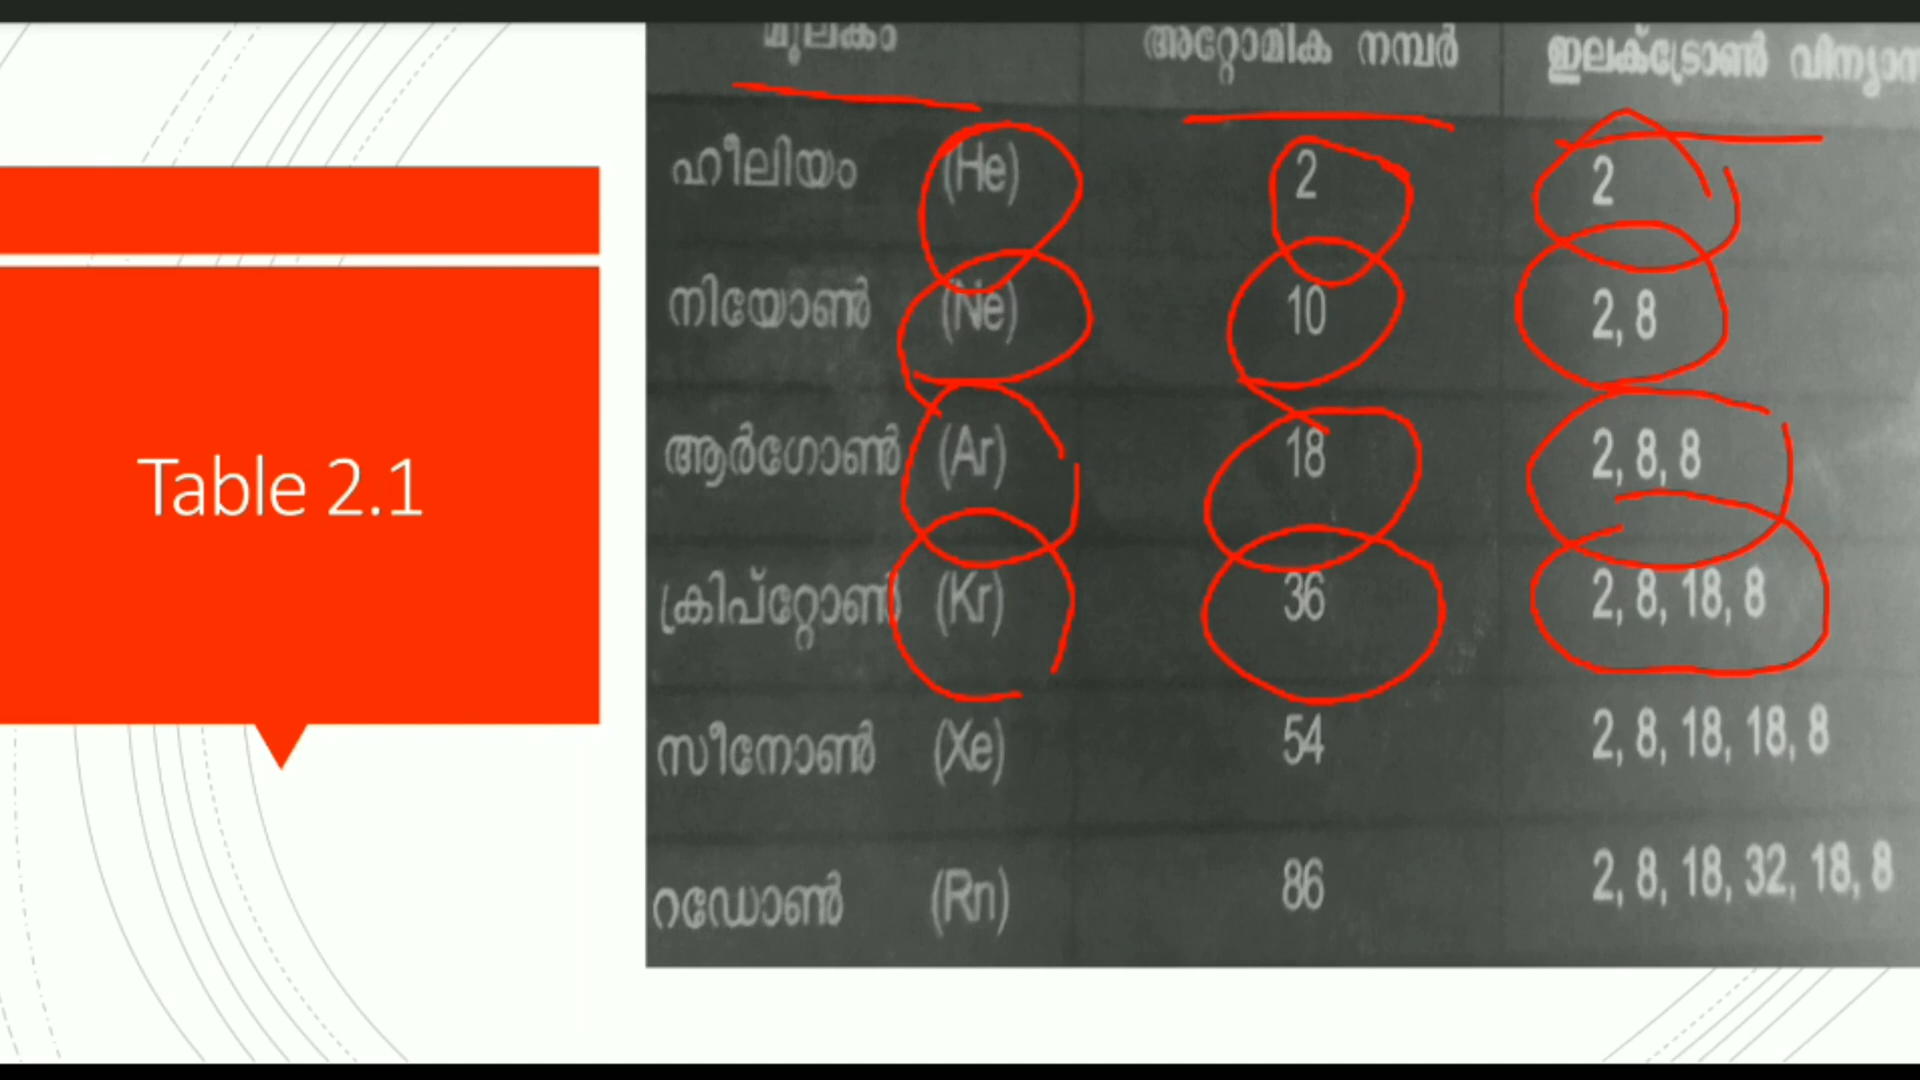 Table 2.1
മൂലകം അറ്റോമിക നമ്പർ ഇലക്ട്രോൺ
ഹീലിയം (He) 2 2
നിയോൺ (Ne) 10 2, 8
ആർഗോൺ (Ar) 18 2, 8, 8
ക്രിപ്റ്റോൺ (Kr) 36 2, 8, 18, 8
സീനോൺ (Xe) 54 2, 8, 18, 18, 8
റഡോൺ (Rn) 86 2, 8, 18, 32, 18, 8